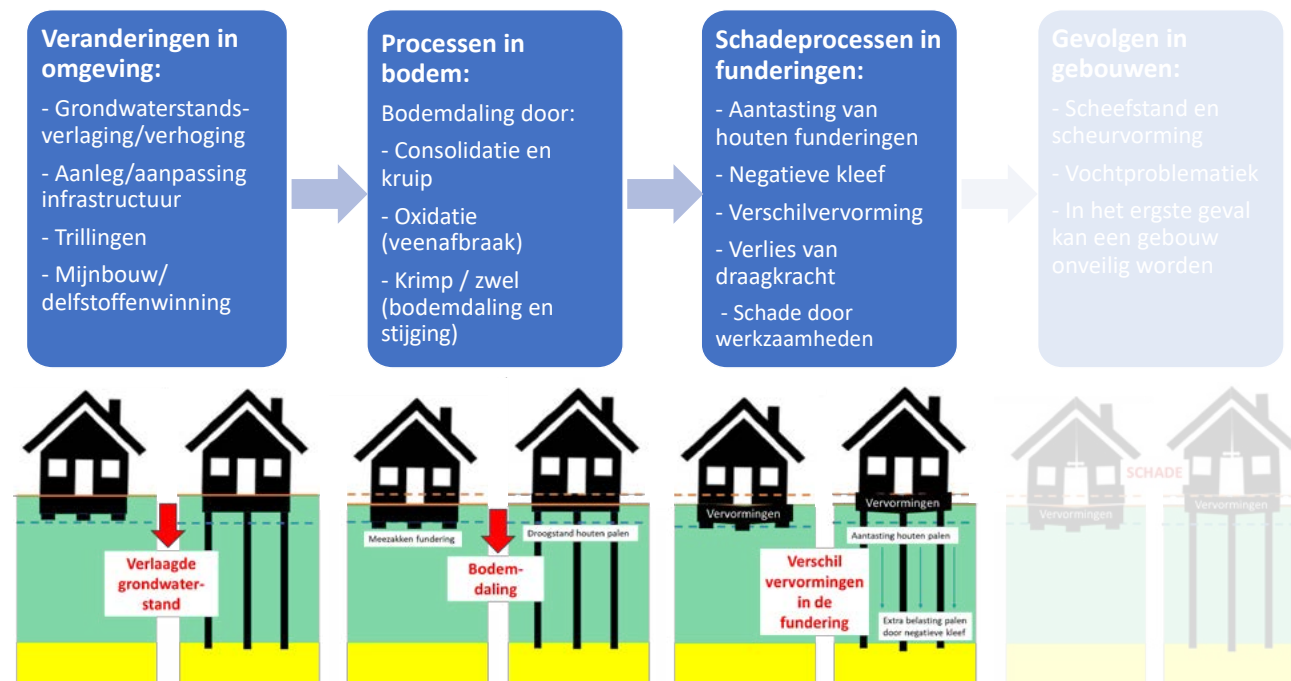 Veranderingen in
omgeving:
- Grondwaterstands-
verlaging/verhoging
- Aanleg/aanpassing
infrastructuur
- Trillingen
- Mijnbouw/
delfstoffenwinning
Processen in
bodem:
Bodemdaling door:
- Consolidatie en
kruip
- Oxidatie
(veenafbraak)
- Krimp / zwel
(bodemdaling en
stijging)
Schadeprocessen in
funderingen:
- Aantasting van
houten funderingen
- Negatieve kleef
- Verschilvervorming
- Verlies van
draagkracht
- Schade door
werkzaamheden
Gevolgen in
gebouwen:
- Scheefstand en
scheurvorming
- Vochtproblematiek
- In het ergste geval
kan een gebouw
onveilig worden
Verlaagde
grondwater-
stand
Meezakken fundering
Droogstand houten palen
Bodem-
daling
Vervormingen
Vervormingen
Aantasting houten palen
Verschil
vervormingen
in de
fundering
Extra belasting palen
door negatieve kleef
SCHADE
Vervormingen
Vervormingen